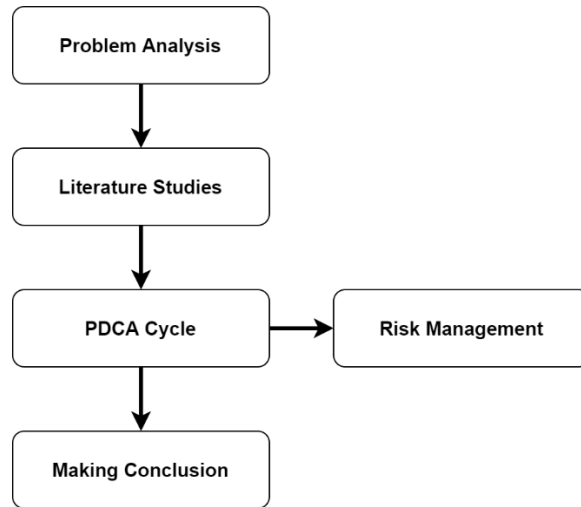 Problem Analysis
Literature Studies
PDCA Cycle
Risk Management
Making Conclusion